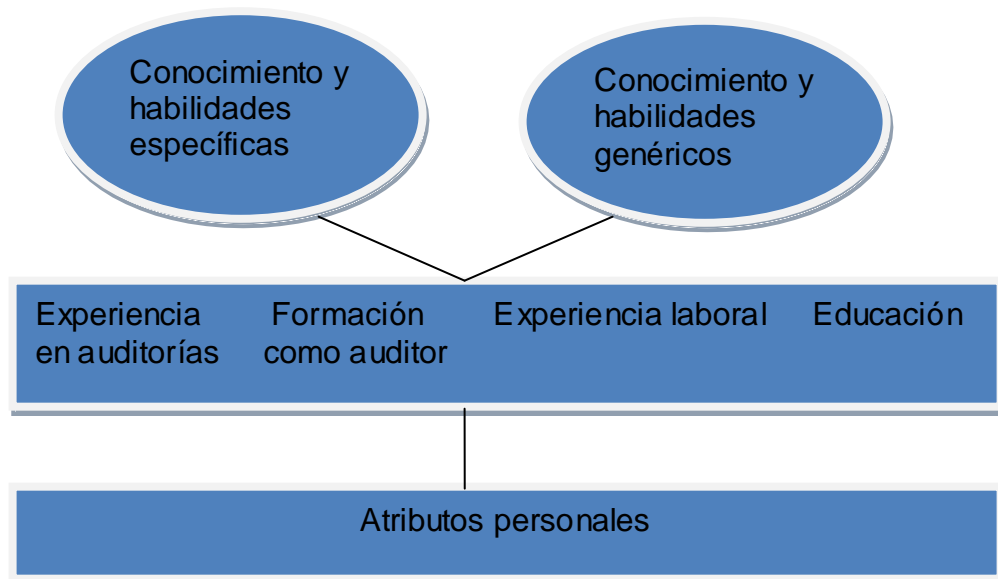 Conocimiento y
habilidades
específicas
Conocimiento y
habilidades
genéricos
Experiencia
en auditorías
Formación
como auditor
Experiencia laboral
Educación
Atributos personales